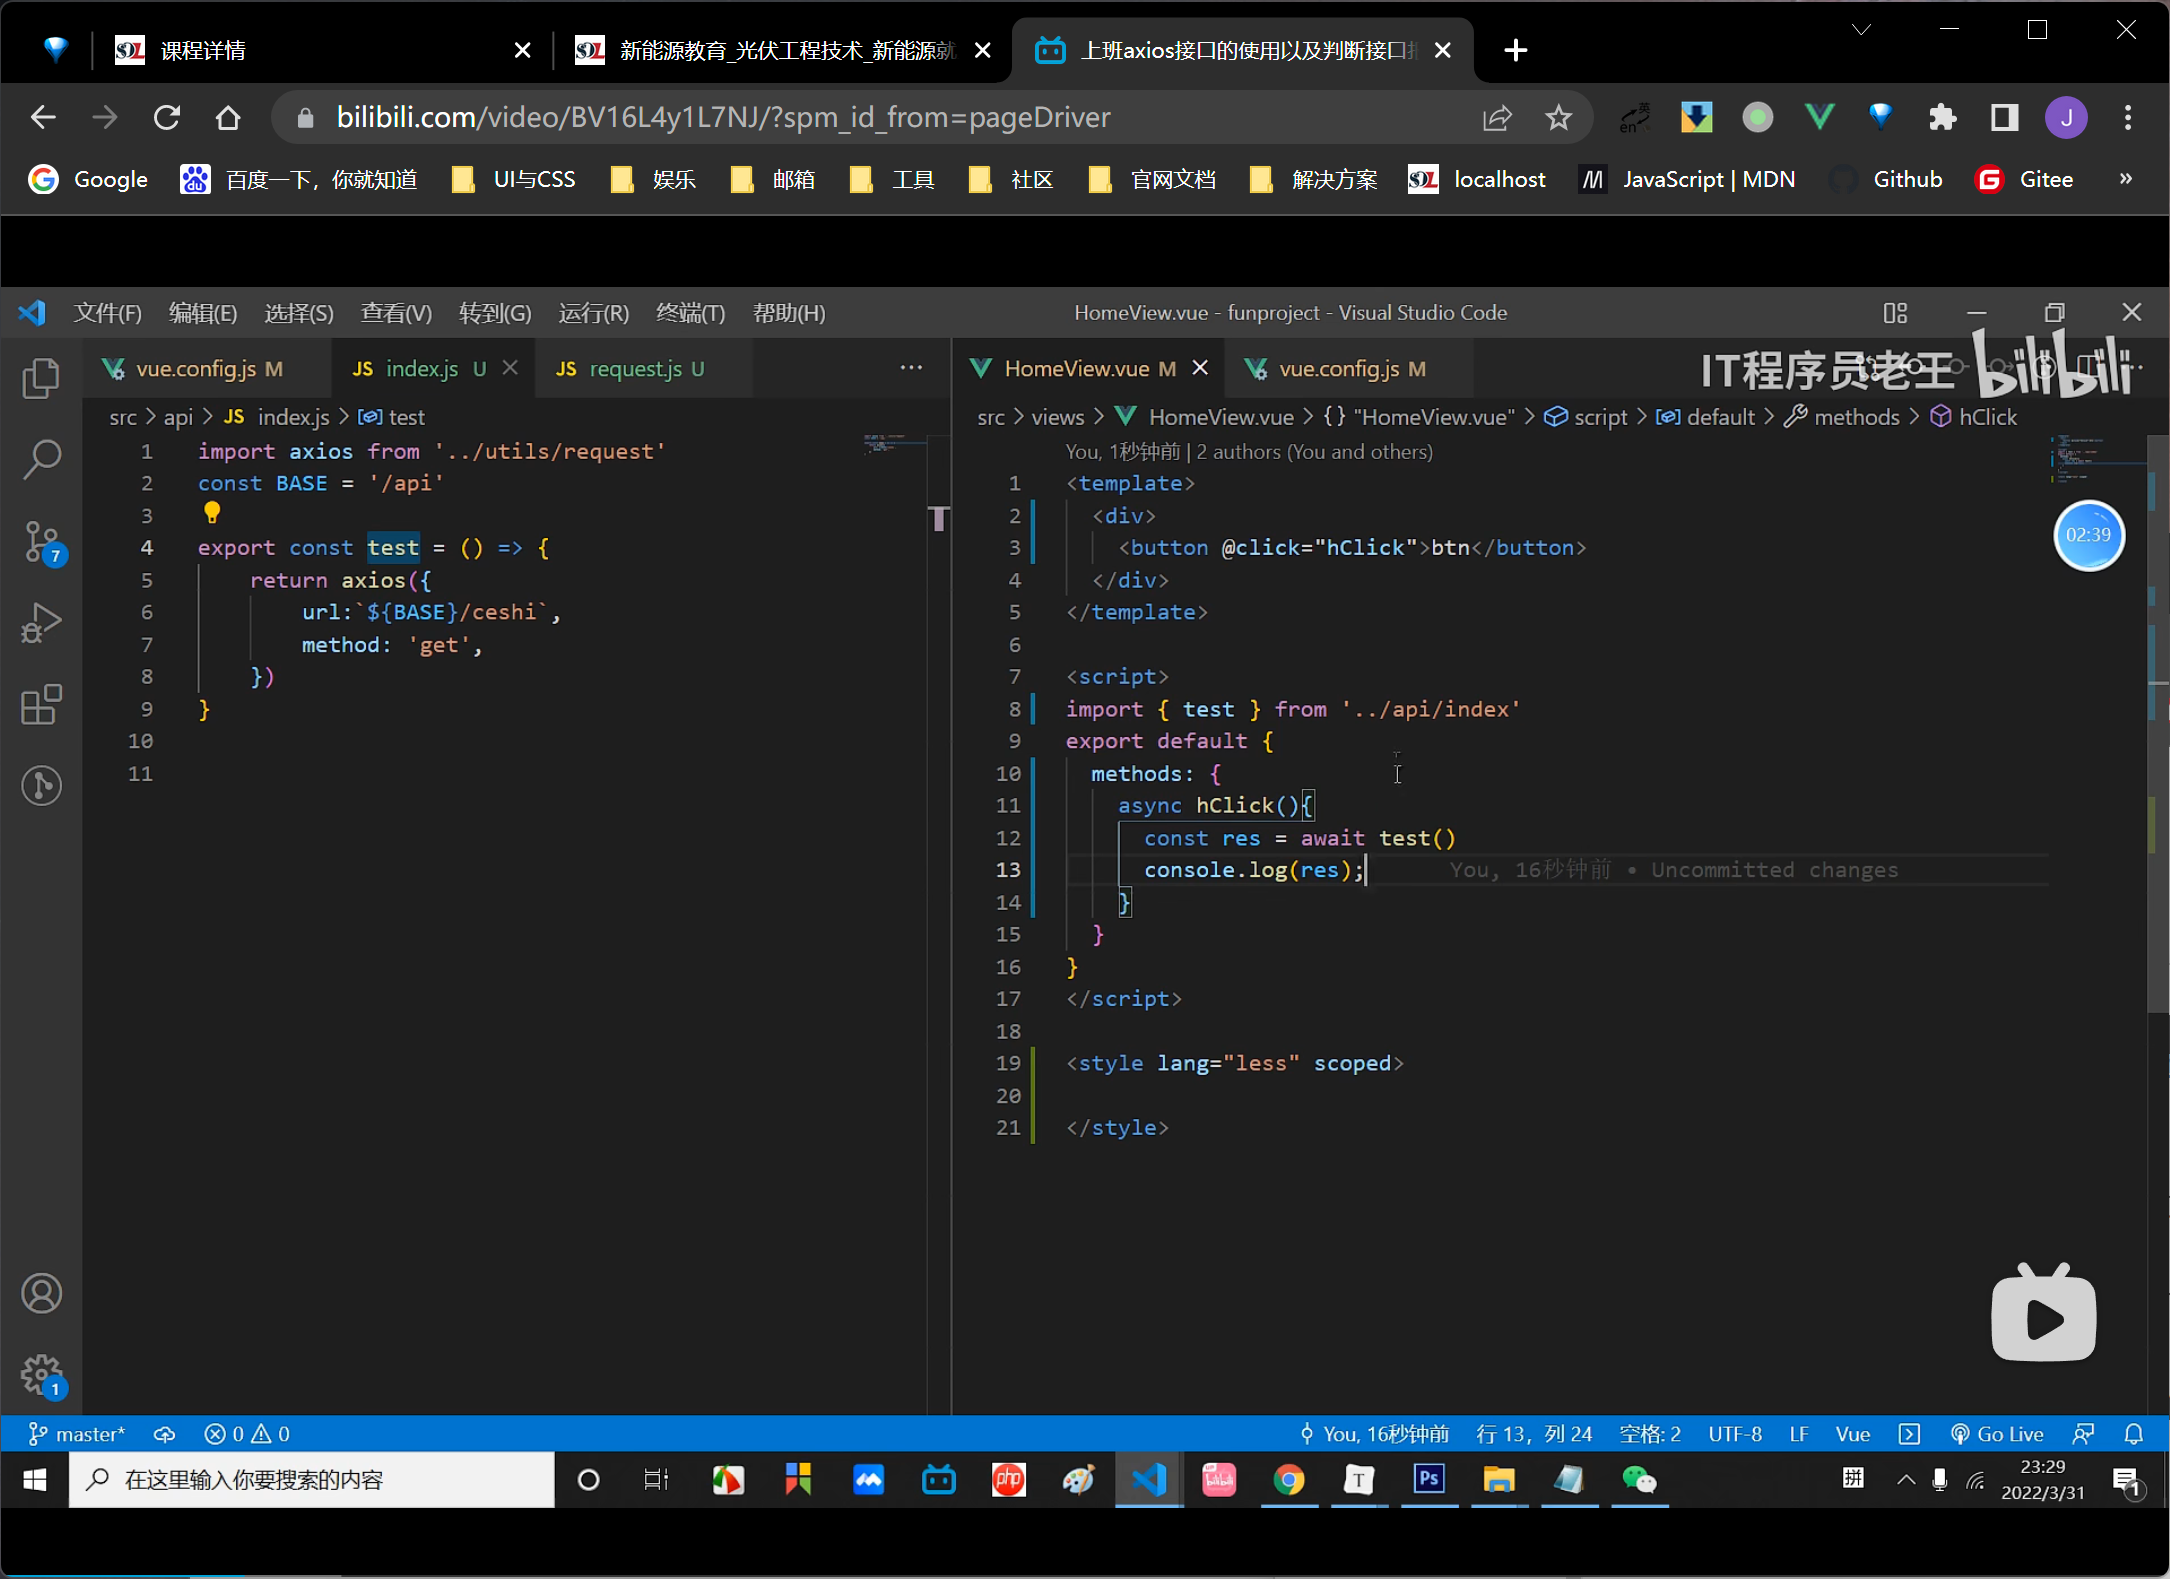 课程详情
新能源教育_光伏工程技术_新能源就
上班axios接口的使用以及判断接口
bilibili.com/video/BV16L4y1L7NJ/?spm_id_from=pageDriver
英
en
J
Google
百度一下，你就知道
UI与CSS
娱乐
邮箱
工具
社区
官网文档
解决方案
localhost
JavaScript | MDN
Github
Gitee
»
文件(F) 编辑(E) 选择(S) 查看(V) 转到(G) 运行(R) 终端(T) 帮助(H)
HomeView.vue - funproject - Visual Studio Code
IT程序员老王 bilibili
vue.config.js M
JS index.js U
JS request.js U
HomeView.vue M
vue.config.js M
src > api > JS index.js > test
1 import axios from '../utils/request'
2 const BASE = '/api'
3
4 export const test = () => {
5 return axios({
6 url:`${BASE}/ceshi`,
7 method: 'get',
8 })
9 }
10
11
src > views > HomeView.vue > {} "HomeView.vue" > script > default > methods > hClick
You, 1秒钟前 | 2 authors (You and others)
1 <template>
2 <div>
3 <button @click="hClick">btn</button>
4 </div>
5 </template>
6
7 <script>
8 import { test } from '../api/index'
9 export default {
10 methods: {
11 async hClick(){
12 const res = await test()
13 console.log(res); You, 16秒钟前 • Uncommitted changes
14 }
15 }
16 }
17 </script>
18
19 <style lang="less" scoped>
20
21 </style>
02:39
7
1
master*
0 0
You, 16秒钟前
行 13，列 24
空格: 2
UTF-8
LF
Vue
Go Live
在这里输入你要搜索的内容
php
bilibili
T
Ps
拼
23:29
2022/3/31
1